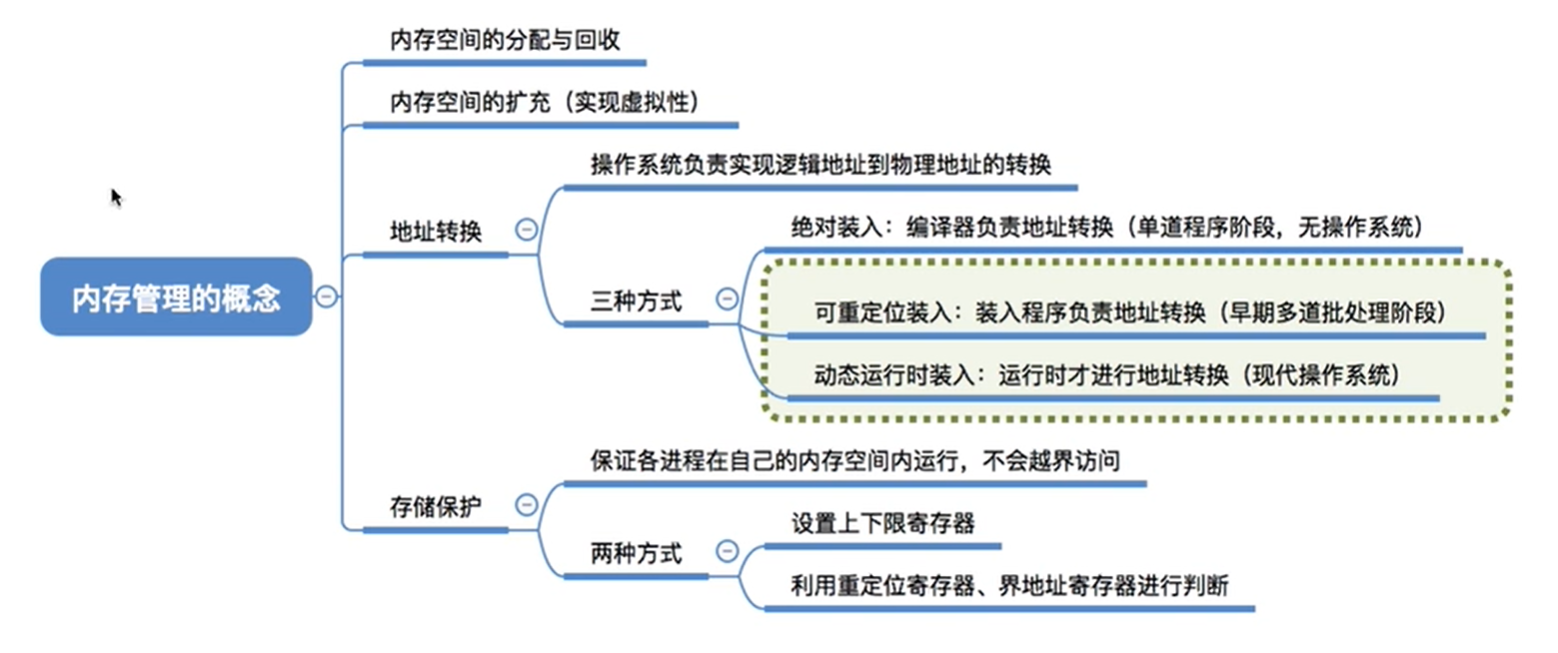 内存空间的分配与回收
内存空间的扩充（实现虚拟性）
操作系统负责实现逻辑地址到物理地址的转换
绝对装入：编译器负责地址转换（单道程序阶段，无操作系统）
地址转换
内存管理的概念
三种方式
可重定位装入：装入程序负责地址转换（早期多道批处理阶段）
动态运行时装入：运行时才进行地址转换（现代操作系统）
保证各进程在自己的内存空间内运行，不会越界访问
存储保护
设置上下限寄存器
两种方式
利用重定位寄存器、界地址寄存器进行判断